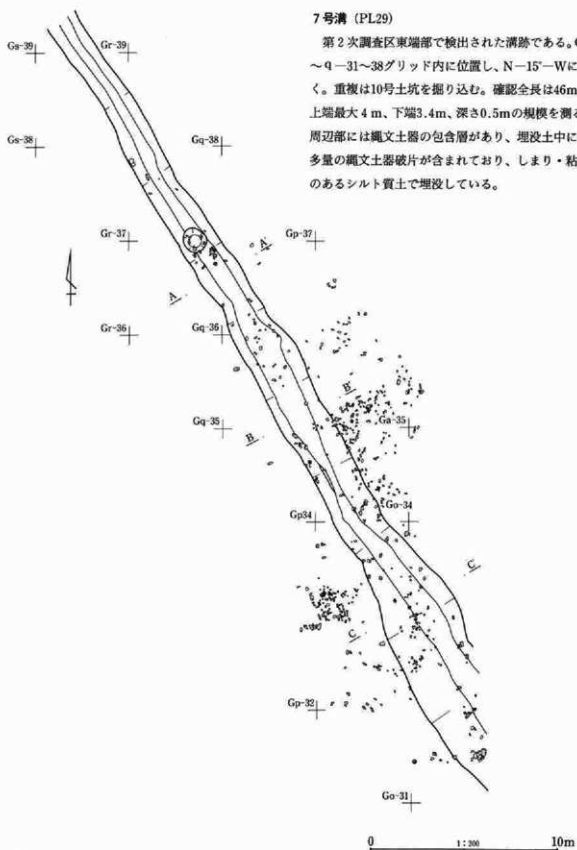 7号溝 (PL29)
第2次調査区東端部で検出された溝跡である。
～q－31～38グリッド内に位置し、N－15°－Wに
く。重複は10号土坑を掘り込む。確認全長は46m
上端最大4m、下端3.4m、深さ0.5mの規模を測
周辺部には縄文土器の包含層があり、埋没土中に
多量の縄文土器破片が含まれており、しまり・粘
のあるシルト質土で埋没している。
Gs-39
Gr-39
Gs-38
Gq-38
Gr-37
Gp-37
A'
A
Gr-36
Gq-36
B'
Gq-35
Ga-35
B
Gp34
Go-34
C'
C
Gp-32
Go-31
0 1:200 10m